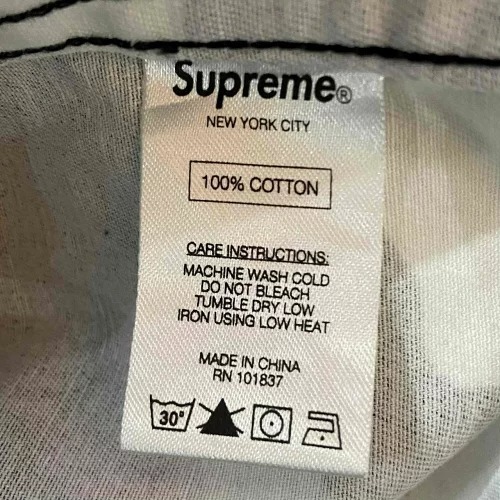 Supreme®
NEW YORK CITY
100% COTTON
CARE INSTRUCTIONS:
MACHINE WASH COLD
DO NOT BLEACH
TUMBLE DRY LOW
IRON USING LOW HEAT
MADE IN CHINA
RN 101837
30°